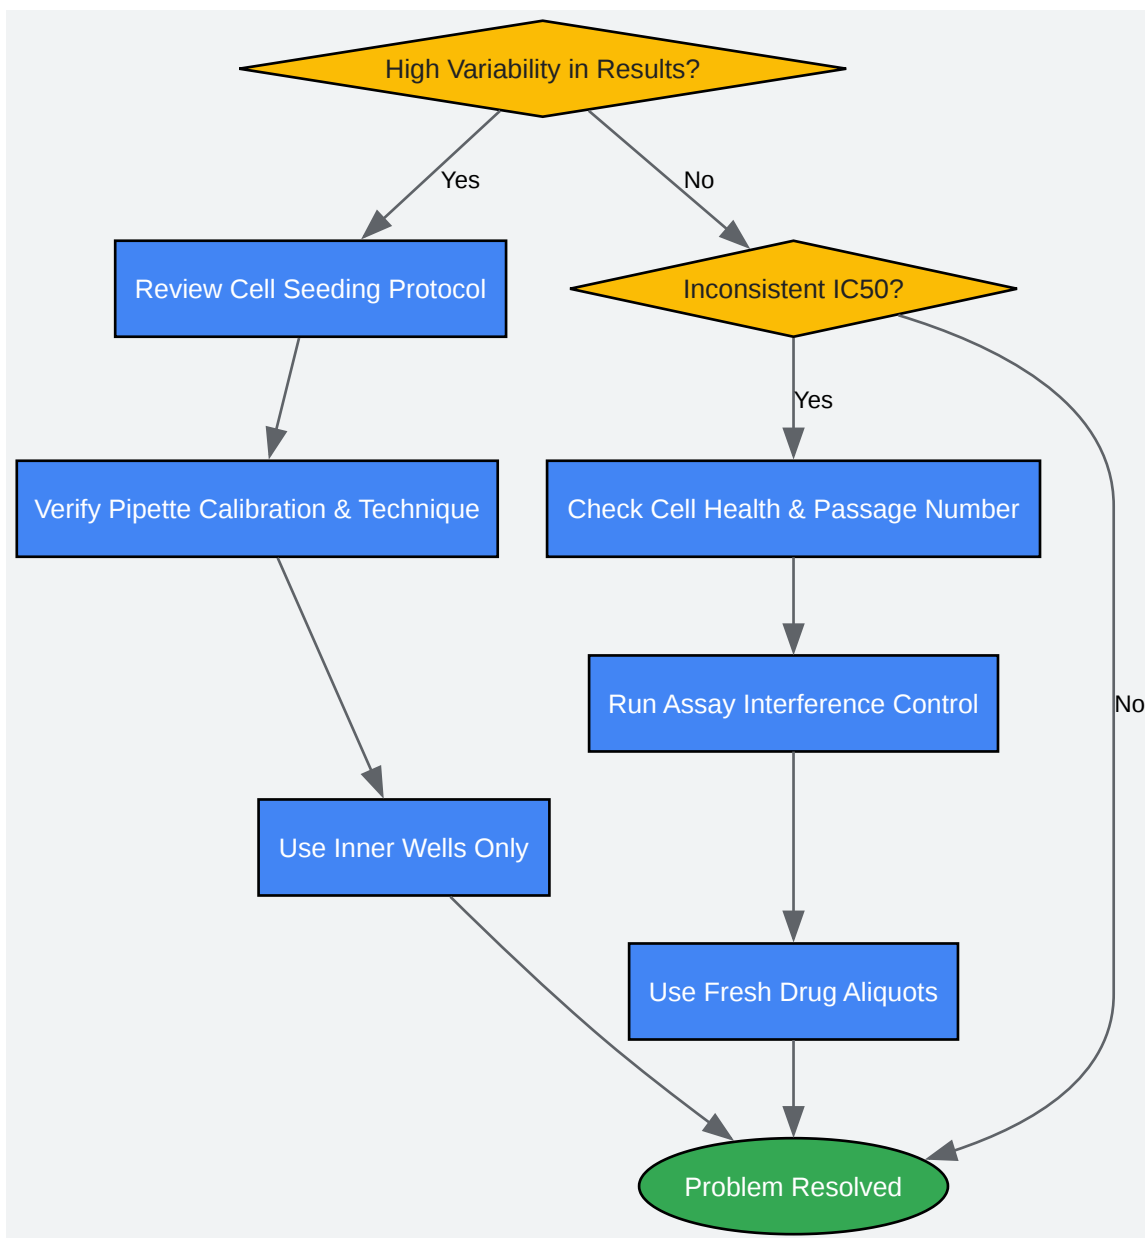 High Variability in Results?
Yes
No
Review Cell Seeding Protocol
Inconsistent IC50?
Yes
Verify Pipette Calibration & Technique
Check Cell Health & Passage Number
Run Assay Interference Control
No
Use Inner Wells Only
Use Fresh Drug Aliquots
Problem Resolved